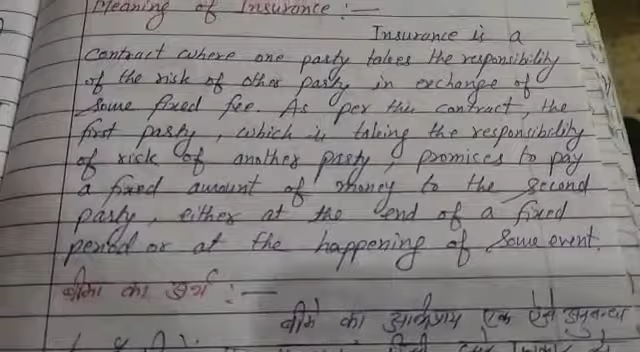 Meaning of Insurance :—
Insurance is a
contract where one party takes the responsibility
of the risk of other party in exchange of
some fixed fee. As per this contract, the
first party, which is taking the responsibility
of risk of another party, promises to pay
a fixed amount of money to the second
party, either at the end of a fixed
period or at the happening of some event.
बीमा का अर्थ :—
बीमे का अभिप्राय एक ऐसे अनुबन्ध